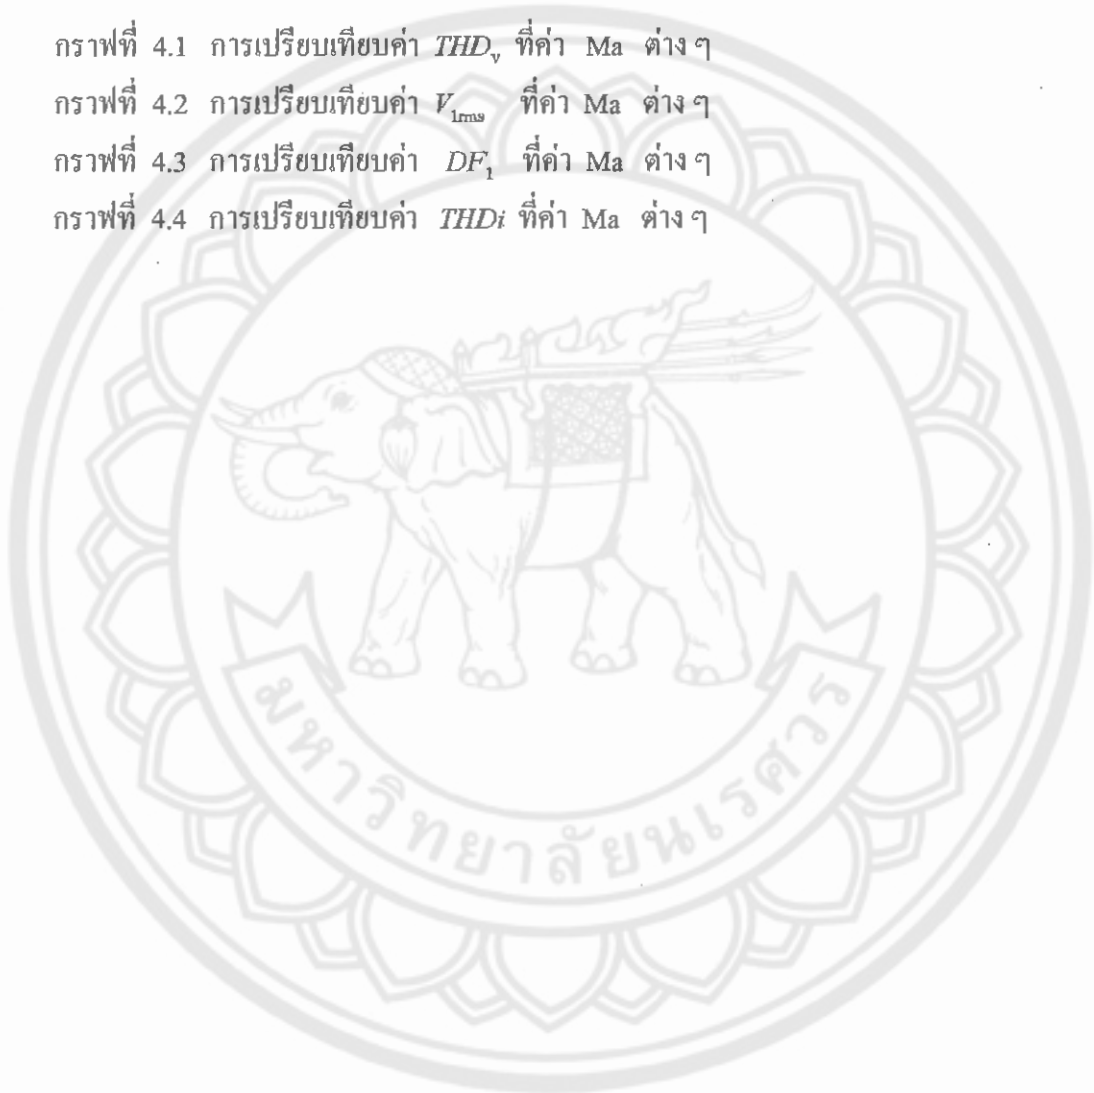 กราฟที่ 4.1 การเปรียบเทียบค่า THDᵥ ที่ค่า Ma ต่าง ๆ
กราฟที่ 4.2 การเปรียบเทียบค่า V₁ᵣₘₛ ที่ค่า Ma ต่าง ๆ
กราฟที่ 4.3 การเปรียบเทียบค่า DF₁ ที่ค่า Ma ต่าง ๆ
กราฟที่ 4.4 การเปรียบเทียบค่า THDi ที่ค่า Ma ต่าง ๆ
มหาวิทยาลัยนเรศวร